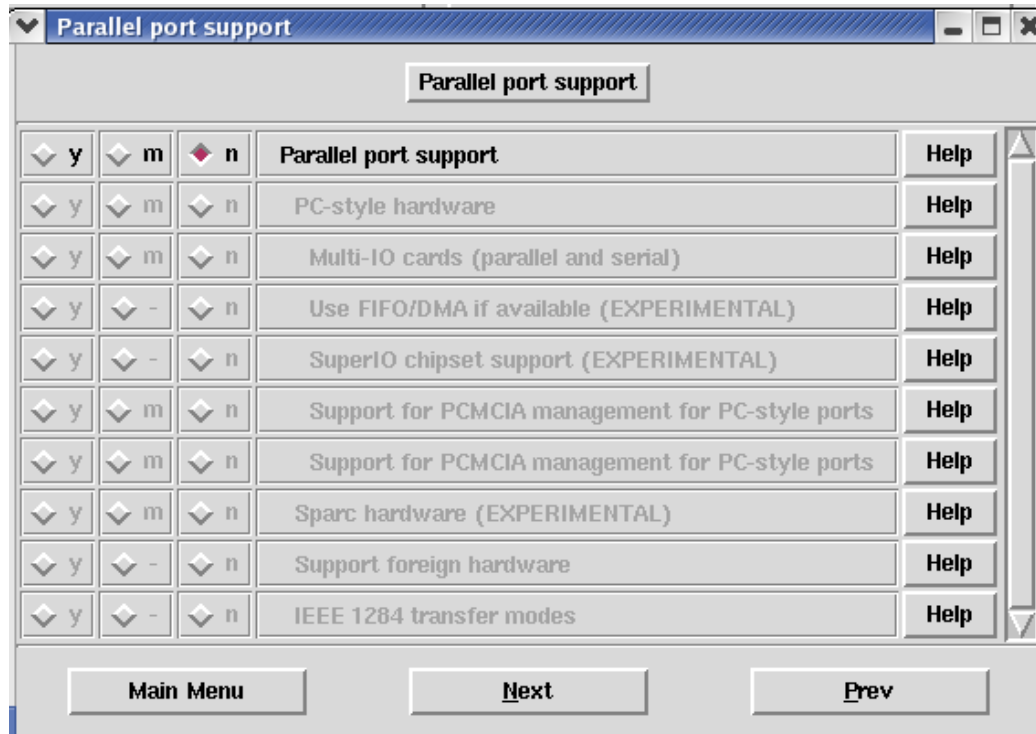 Parallel port support
Parallel port support
y m n Parallel port support Help
y m n PC-style hardware Help
y m n Multi-IO cards (parallel and serial) Help
y - n Use FIFO/DMA if available (EXPERIMENTAL) Help
y - n SuperIO chipset support (EXPERIMENTAL) Help
y m n Support for PCMCIA management for PC-style ports Help
y m n Support for PCMCIA management for PC-style ports Help
y m n Sparc hardware (EXPERIMENTAL) Help
y - n Support foreign hardware Help
y - n IEEE 1284 transfer modes Help
Main Menu Next Prev